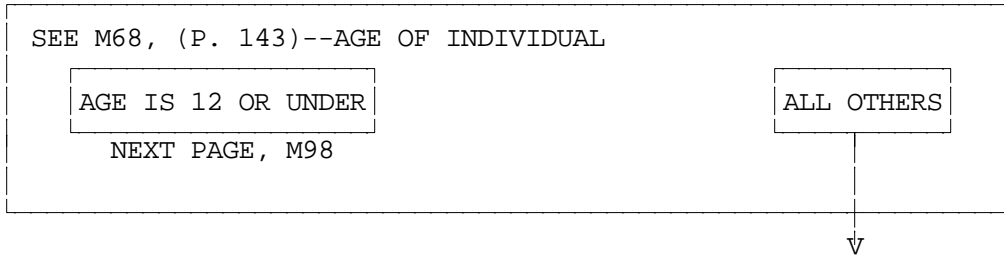 SEE M68, (P. 143)--AGE OF INDIVIDUAL
AGE IS 12 OR UNDER ALL OTHERS
NEXT PAGE, M98